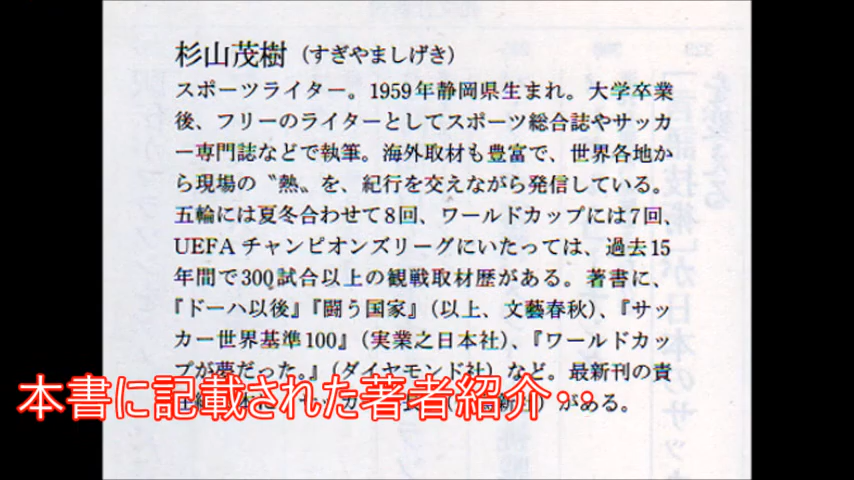 杉山茂樹（すぎやましげき）
スポーツライター。1959年静岡県生まれ。大学卒業
後、フリーのライターとしてスポーツ総合誌やサッカ
ー専門誌などで執筆。海外取材も豊富で、世界各地か
ら現場の〝熱〟を、紀行を交えながら発信している。
五輪には夏冬合わせて8回、ワールドカップには7回、
UEFAチャンピオンズリーグにいたっては、過去15
年間で300試合以上の観戦取材歴がある。著書に、
『ドーハ以後』『闘う国家』（以上、文藝春秋）、『サッ
カー世界基準100』（実業之日本社）、『ワールドカッ
プが夢だった。』（ダイヤモンド社）など。最新刊の責
がある。
本書に記載された著者紹介